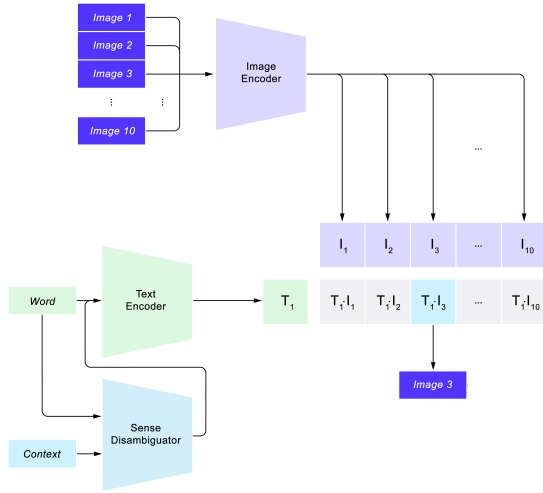 Image 1
Image 2
Image 3
...
...
Image 10
Image
Encoder
...
I1
I2
I3
...
I10
Word
Text
Encoder
T1
T1·I1
T1·I2
T1·I3
...
T1·I10
Image 3
Context
Sense
Disambiguator